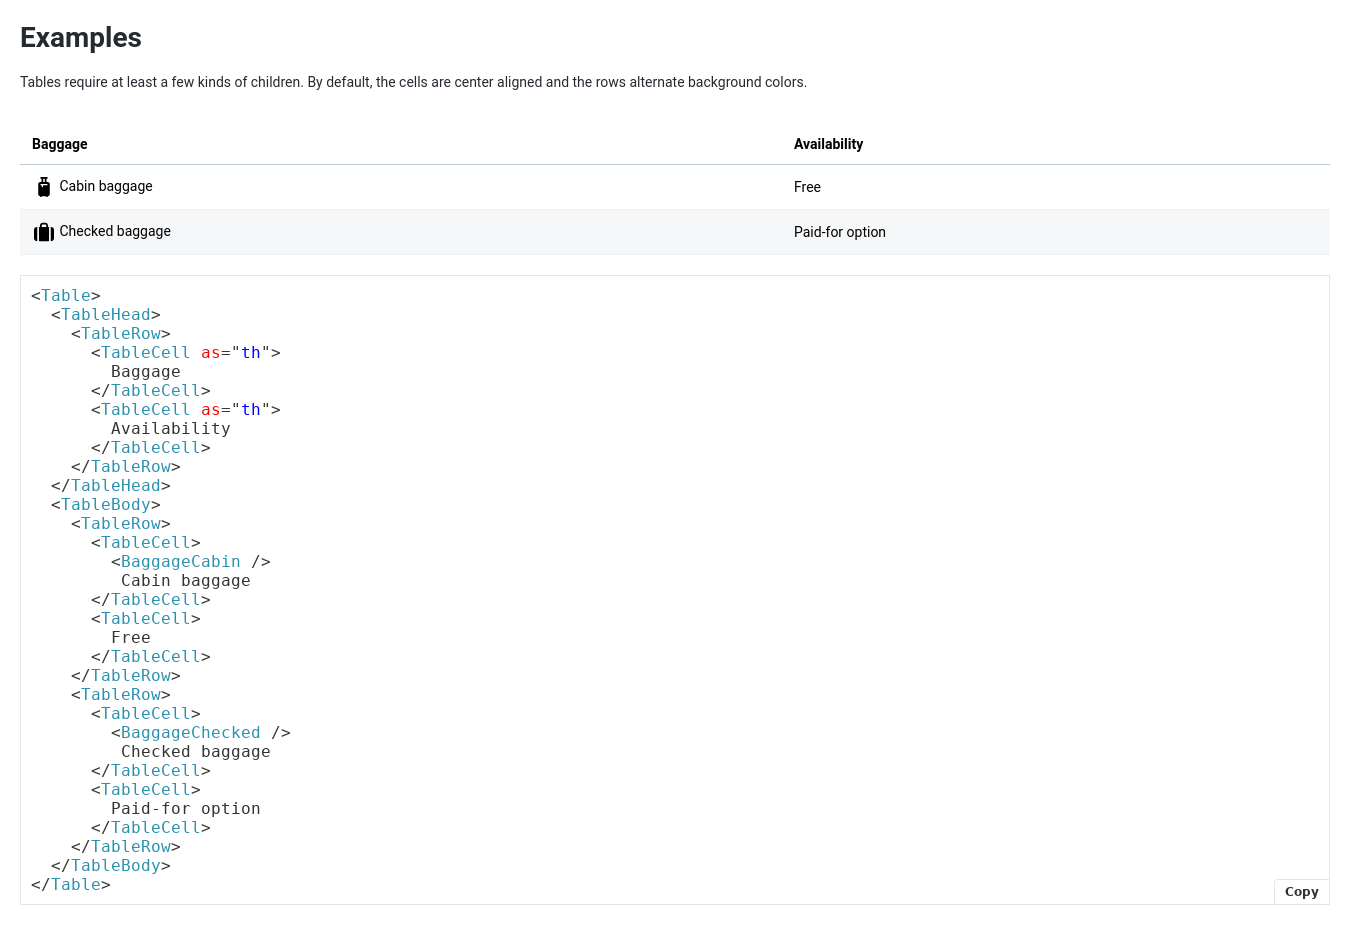 Examples
Tables require at least a few kinds of children. By default, the cells are center aligned and the rows alternate background colors.
Baggage Availability
Cabin baggage Free
Checked baggage Paid-for option
<Table>
  <TableHead>
    <TableRow>
      <TableCell as="th">
        Baggage
      </TableCell>
      <TableCell as="th">
        Availability
      </TableCell>
    </TableRow>
  </TableHead>
  <TableBody>
    <TableRow>
      <TableCell>
        <BaggageCabin />
         Cabin baggage
      </TableCell>
      <TableCell>
        Free
      </TableCell>
    </TableRow>
    <TableRow>
      <TableCell>
        <BaggageChecked />
         Checked baggage
      </TableCell>
      <TableCell>
        Paid-for option
      </TableCell>
    </TableRow>
  </TableBody>
</Table>
Copy